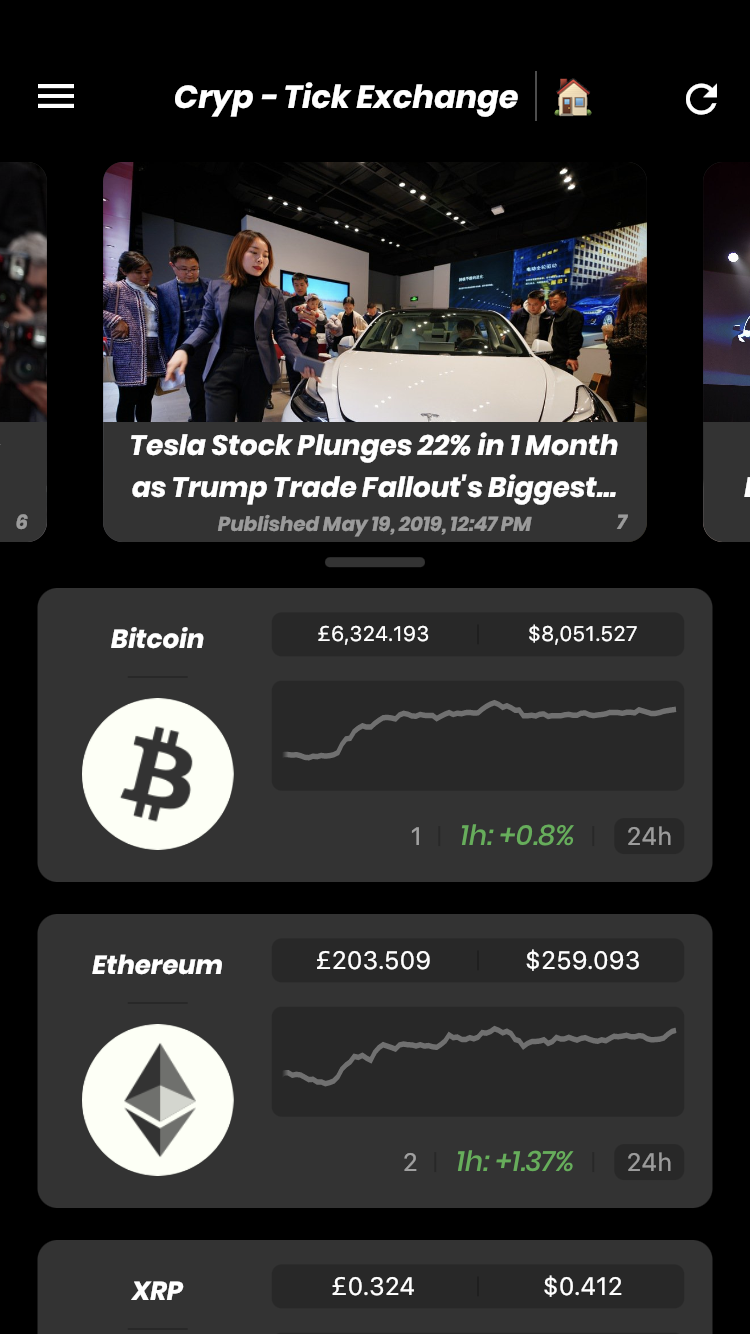 Cryp - Tick Exchange
Tesla Stock Plunges 22% in 1 Month
as Trump Trade Fallout's Biggest...
Published May 19, 2019, 12:47 PM
6
7
Bitcoin
£6,324.193
$8,051.527
1
1h: +0.8%
24h
Ethereum
£203.509
$259.093
2
1h: +1.37%
24h
XRP
£0.324
$0.412